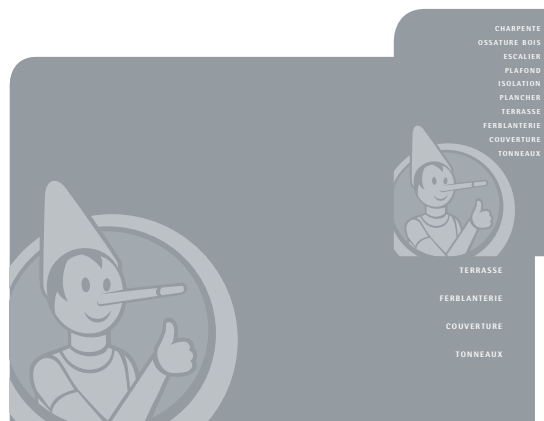 CHARPENTE
OSSATURE BOIS
ESCALIER
PLAFOND
ISOLATION
PLANCHER
TERRASSE
FERBLANTERIE
COUVERTURE
TONNEAUX
TERRASSE
FERBLANTERIE
COUVERTURE
TONNEAUX